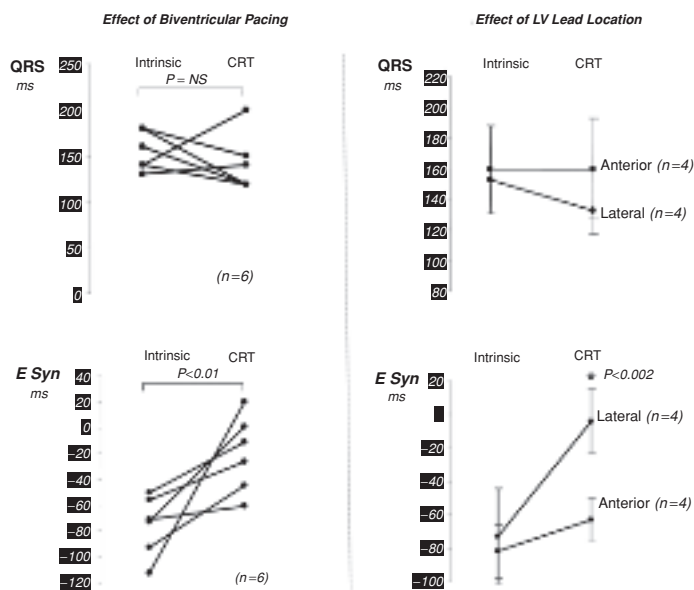 Effect of Biventricular Pacing
Effect of LV Lead Location
QRS
ms
250
200
150
100
50
0
Intrinsic
CRT
P = NS
(n=6)
QRS
ms
220
200
180
160
140
120
100
80
Intrinsic
CRT
Anterior (n=4)
Lateral (n=4)
E Syn
ms
40
20
0
−20
−40
−60
−80
−100
−120
Intrinsic
CRT
P<0.01
(n=6)
E Syn
ms
20
−20
−40
−60
−80
−100
Intrinsic
CRT
P<0.002
Lateral (n=4)
Anterior (n=4)